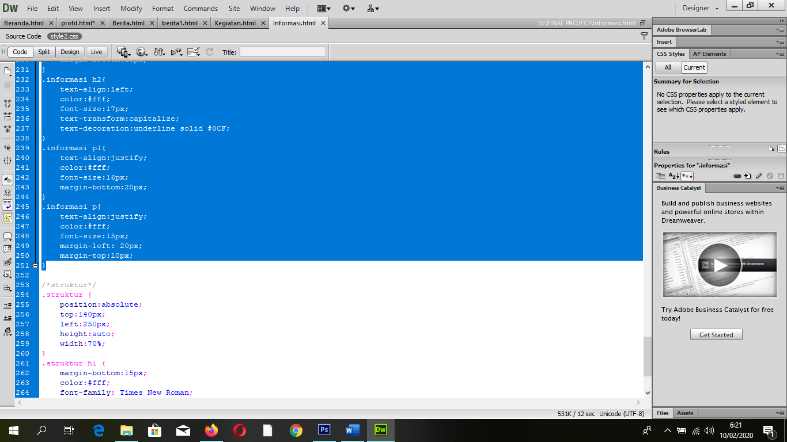 Dw File Edit View Insert Modify Format Commands Site Window Help Designer
Beranda.html profil.html* Berita.html berita1.html Kegiatan.html Informasi.html D:\FINAL PROJECT\informasi.html
Source Code style2.css
Code Split Design Live Title:
231 }
232 .informasi h2{
233 text-align:left;
234 color:#fff;
235 font-size:17px;
236 text-transform:capitalize;
237 text-decoration:underline solid #0CF;
238 }
239 .informasi p1{
240 text-align:justify;
241 color:#fff;
242 font-size:16px;
243 margin-bottom:20px;
244 }
245 .informasi p{
246 text-align:justify;
247 color:#fff;
248 font-size:15px;
249 margin-left: 20px;
250 margin-top:10px;
251 }
252
253 /*struktur*/
254 .struktur {
255 position:absolute;
256 top:140px;
257 left:250px;
258 height:auto;
259 width:70%;
260 }
261 .struktur h1 {
262 margin-bottom:15px;
263 color:#fff;
264 font-family: Times New Roman;
531K / 12 sec Unicode (UTF-8)
CS
Adobe BrowserLab
Insert
CSS Styles AP Elements
All Current
Summary for Selection
No CSS properties apply to the current
selection. Please select a styled element to
see which CSS properties apply.
Rules
Properties for ".informasi"
Business Catalyst
Build and publish business websites
and powerful online stores within
Dreamweaver.
Try Adobe Business Catalyst for free
today!
Get Started
Files Assets
Ps W Dw
6:21
10/02/2020